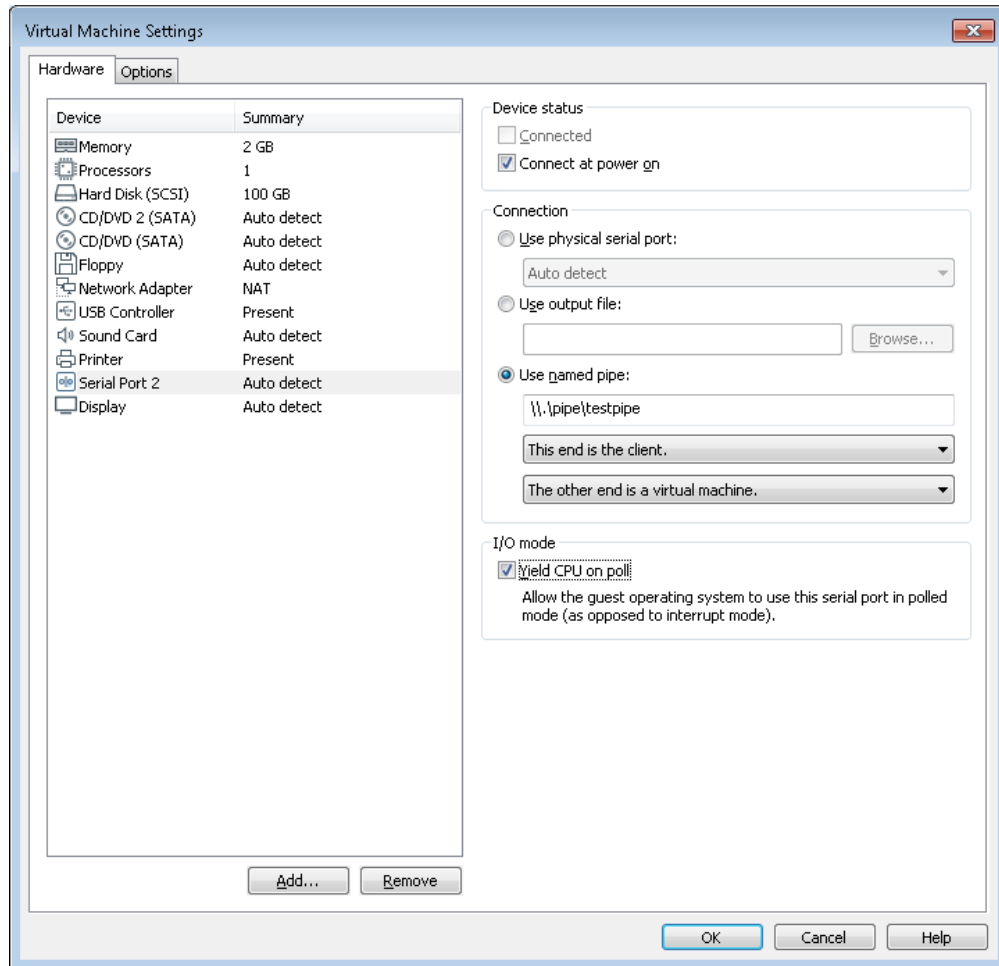 Virtual Machine Settings
Hardware Options
Device Summary
Memory 2 GB
Processors 1
Hard Disk (SCSI) 100 GB
CD/DVD 2 (SATA) Auto detect
CD/DVD (SATA) Auto detect
Floppy Auto detect
Network Adapter NAT
USB Controller Present
Sound Card Auto detect
Printer Present
Serial Port 2 Auto detect
Display Auto detect
Add... Remove
Device status
Connected
Connect at power on
Connection
Use physical serial port:
Auto detect
Use output file:
Browse...
Use named pipe:
\\.\pipe\testpipe
This end is the client.
The other end is a virtual machine.
I/O mode
Yield CPU on poll
Allow the guest operating system to use this serial port in polled
mode (as opposed to interrupt mode).
OK Cancel Help